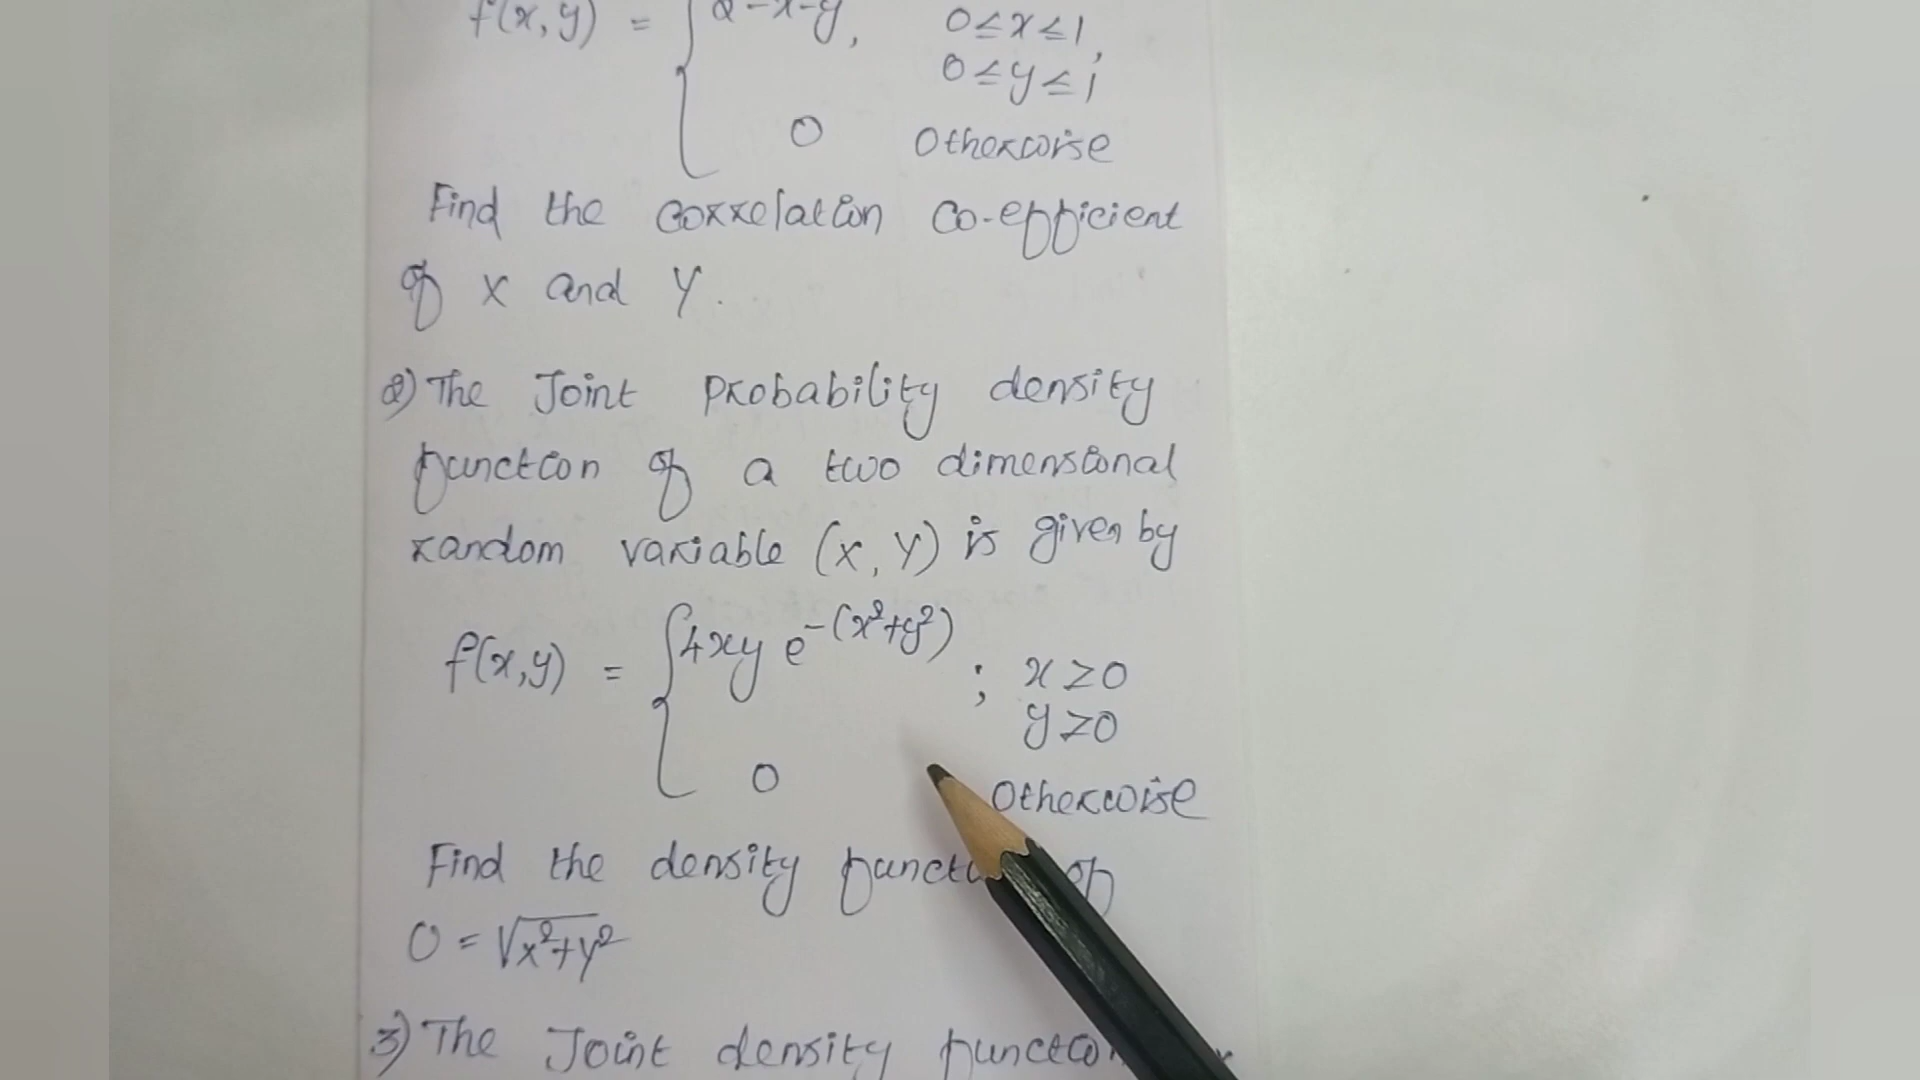 f(x, y) = { 2-x-y, 0≤x≤1,
0≤y≤1
0 Otherwise
Find the correlation co-efficient
of X and Y.
2) The Joint Probability density
function of a two dimensional
random variable (X, Y) is given by
f(x,y) = { 4xy e^-(x²+y²) ; x≥0
y≥0
0 Otherwise
Find the density of
U = √x²+y²
3) The Joint density